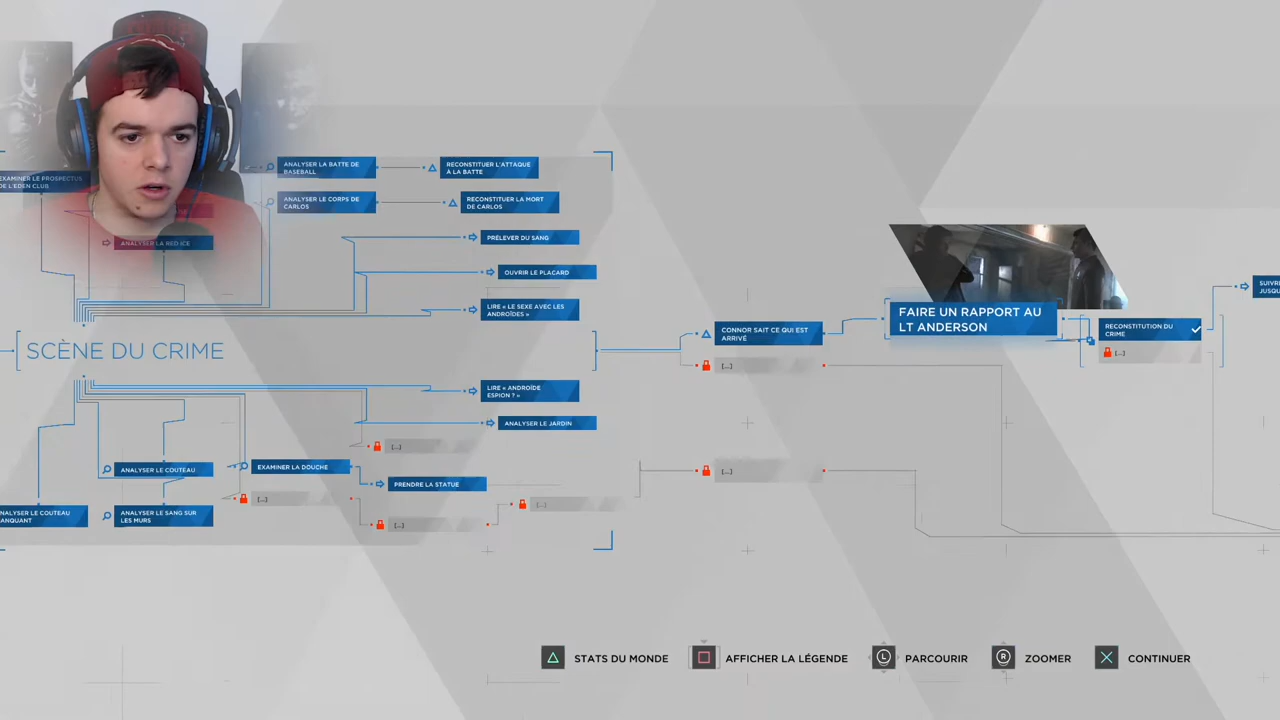 EXAMINER LE PROSPECTUS
DE L'EDEN CLUB
ANALYSER LA RED ICE
ANALYSER LA BATTE DE
BASEBALL
RECONSTITUER L'ATTAQUE
À LA BATTE
ANALYSER LE CORPS DE
CARLOS
RECONSTITUER LA MORT
DE CARLOS
PRÉLEVER DU SANG
OUVRIR LE PLACARD
LIRE « LE SEXE AVEC LES
ANDROÏDES »
SCÈNE DU CRIME
LIRE « ANDROÏDE
ESPION ? »
ANALYSER LE JARDIN
[...]
ANALYSER LE COUTEAU
EXAMINER LA DOUCHE
PRENDRE LA STATUE
[...]
[...]
[...]
ANALYSER LE COUTEAU
ANQUANT
ANALYSER LE SANG SUR
LES MURS
CONNOR SAIT CE QUI EST
ARRIVÉ
[...]
[...]
FAIRE UN RAPPORT AU
LT ANDERSON
RECONSTITUTION DU
CRIME
[...]
SUIVRE
JUSQU
STATS DU MONDE
AFFICHER LA LÉGENDE
L
PARCOURIR
R
ZOOMER
CONTINUER